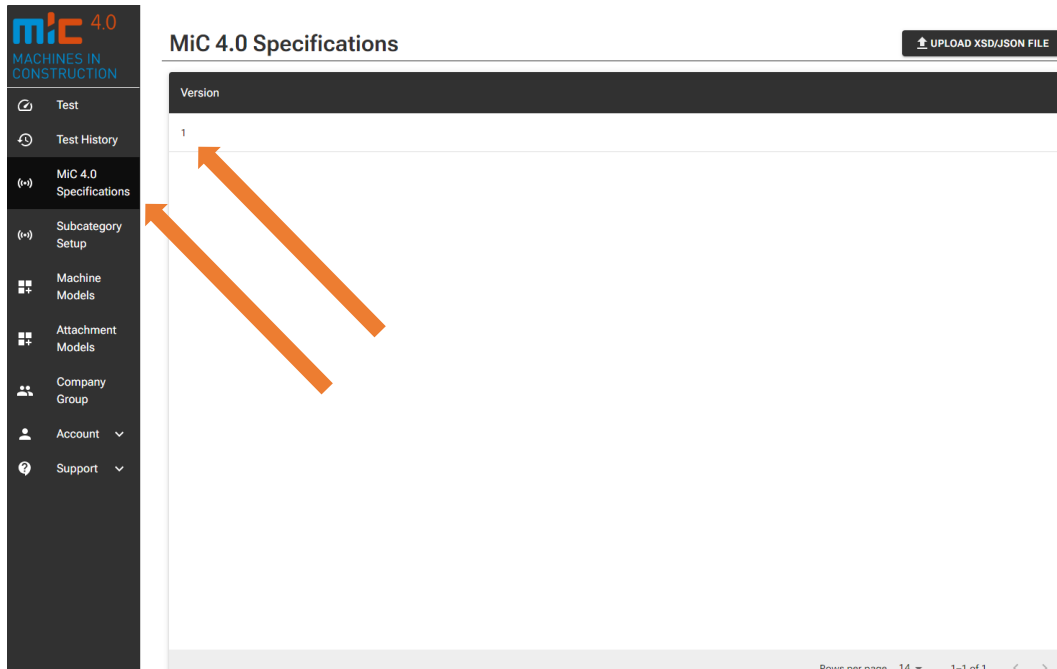 mic 4.0
MACHINES IN
CONSTRUCTION
Test
Test History
MiC 4.0
Specifications
Subcategory
Setup
Machine
Models
Attachment
Models
Company
Group
Account
Support
MiC 4.0 Specifications
UPLOAD XSD/JSON FILE
Version
1
Rows per page 14 1–1 of 1